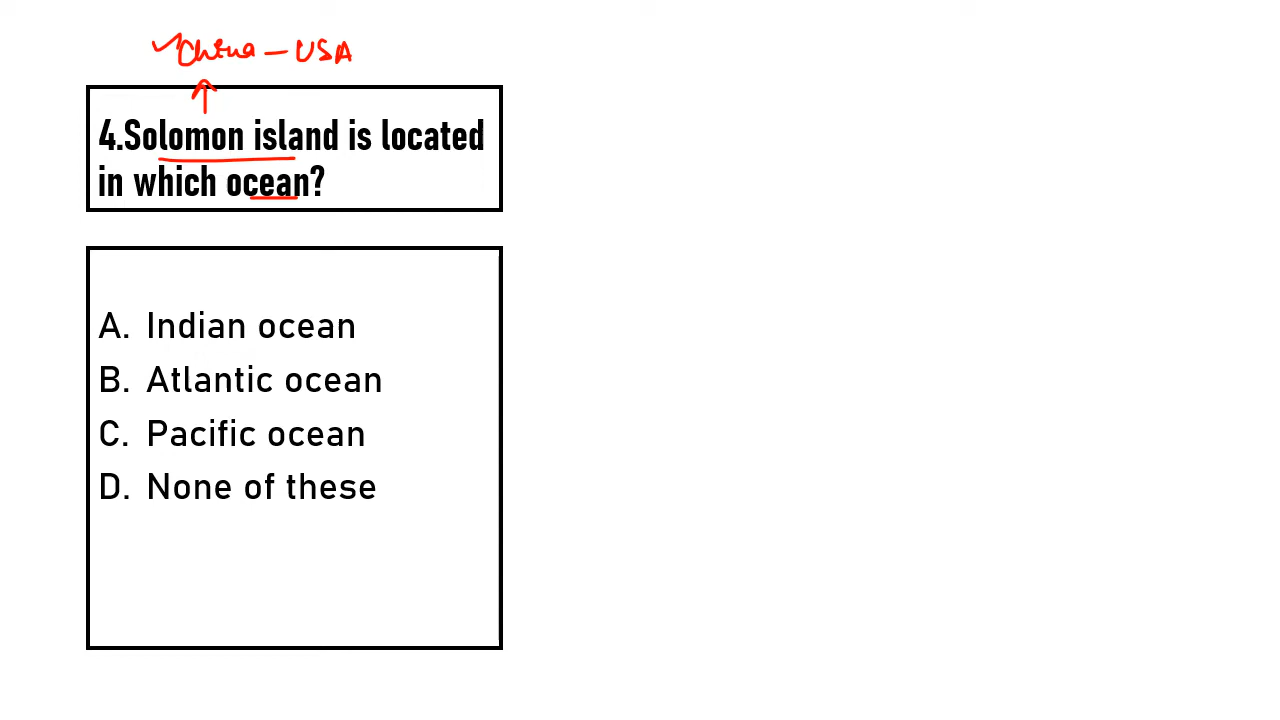 China - USA
4.Solomon island is located
in which ocean?
A. Indian ocean
B. Atlantic ocean
C. Pacific ocean
D. None of these